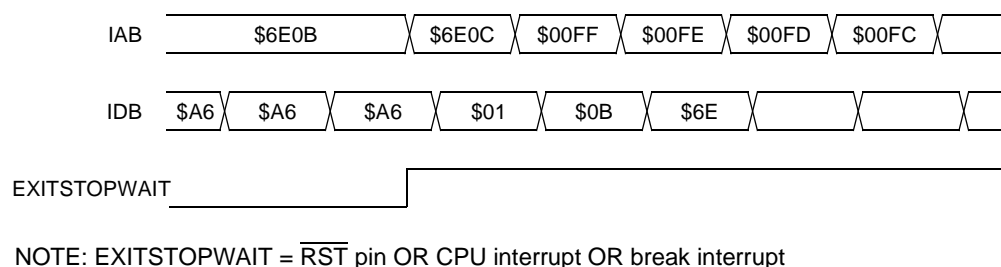 IAB $6E0B $6E0C $00FF $00FE $00FD $00FC
IDB $A6 $A6 $A6 $01 $0B $6E
EXITSTOPWAIT
NOTE: EXITSTOPWAIT = RST pin OR CPU interrupt OR break interrupt